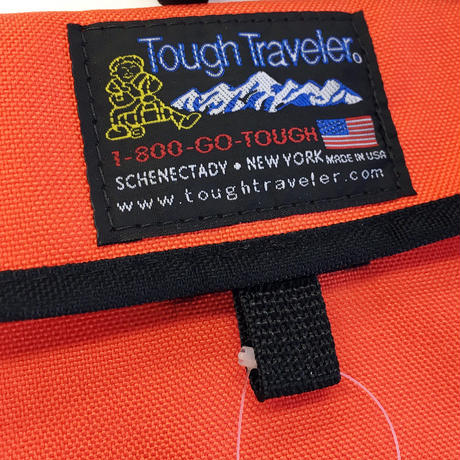 Tough Traveler®
1-800-GO-TOUGH
SCHENECTADY • NEW YORK MADE IN USA
www.toughtraveler.com